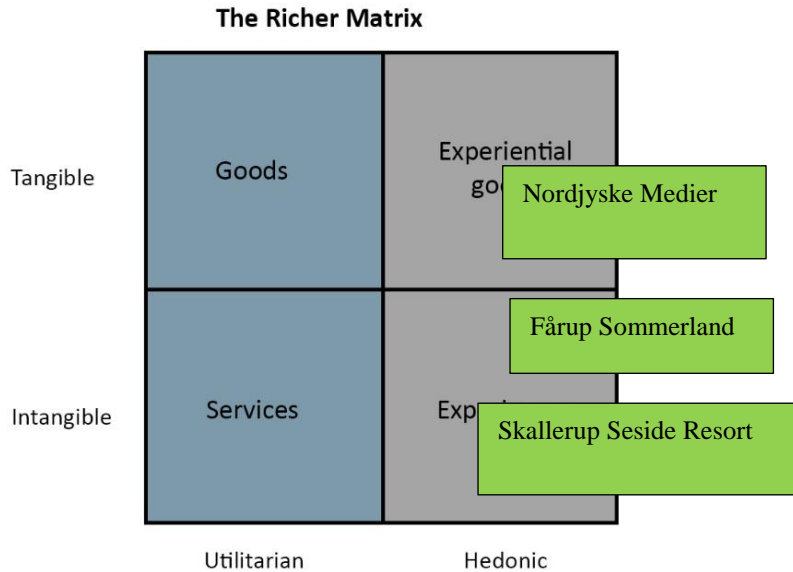 The Richer Matrix
Tangible
Goods
Experiential
Nordjyske Medier
Fårup Sommerland
Intangible
Services
Skallerup Seside Resort
Utilitarian
Hedonic